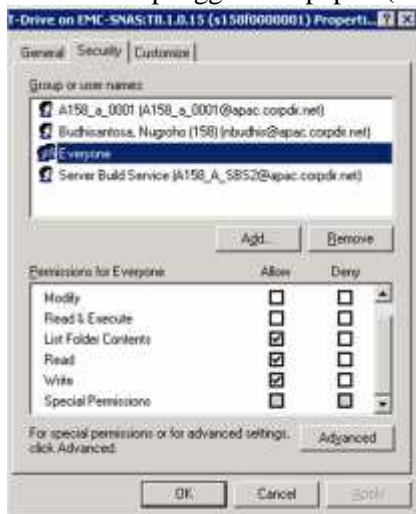 T-Drive on EMC-SNAS:T8.1.0.15 (s158f0000001) Properti... ? X
General Security Customize
Group or user names:
A158_a_0001 (A158_a_0001@apac.corpdir.net)
Budhisantosa, Nugroho (158) (nbudhis@apac.corpdir.net)
Everyone
Server Build Service (A158_A_SBS2@apac.corpdir.net)
Add... Remove
Permissions for Everyone Allow Deny
Modify
Read & Execute
List Folder Contents
Read
Write
Special Permissions
For special permissions or for advanced settings, Advanced
click Advanced.
OK Cancel Apply